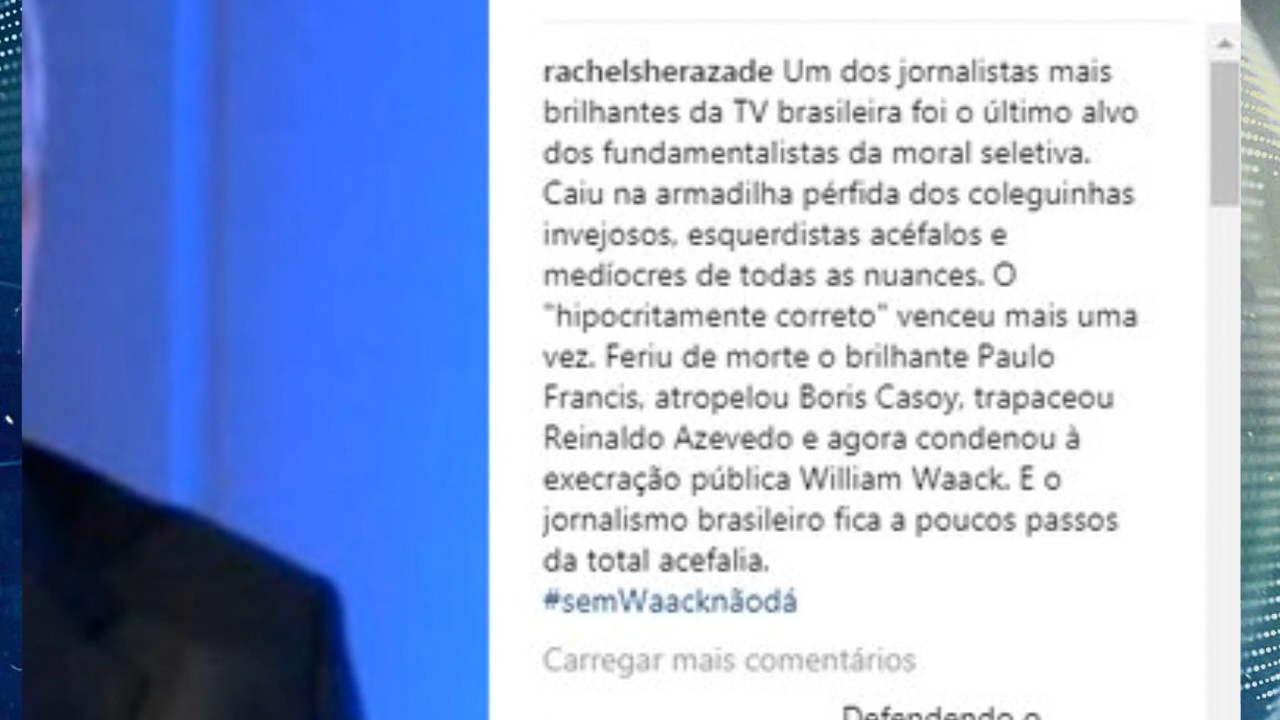 rachelsherazade Um dos jornalistas mais
brilhantes da TV brasileira foi o último alvo
dos fundamentalistas da moral seletiva.
Caiu na armadilha pérfida dos coleguinhas
invejosos, esquerdistas acéfalos e
medíocres de todas as nuances. O
"hipocritamente correto" venceu mais uma
vez. Feriu de morte o brilhante Paulo
Francis, atropelou Boris Casoy, trapaceou
Reinaldo Azevedo e agora condenou à
execração pública William Waack. E o
jornalismo brasileiro fica a poucos passos
da total acefalia.
#semWaacknãodá
Carregar mais comentários
Defendendo o